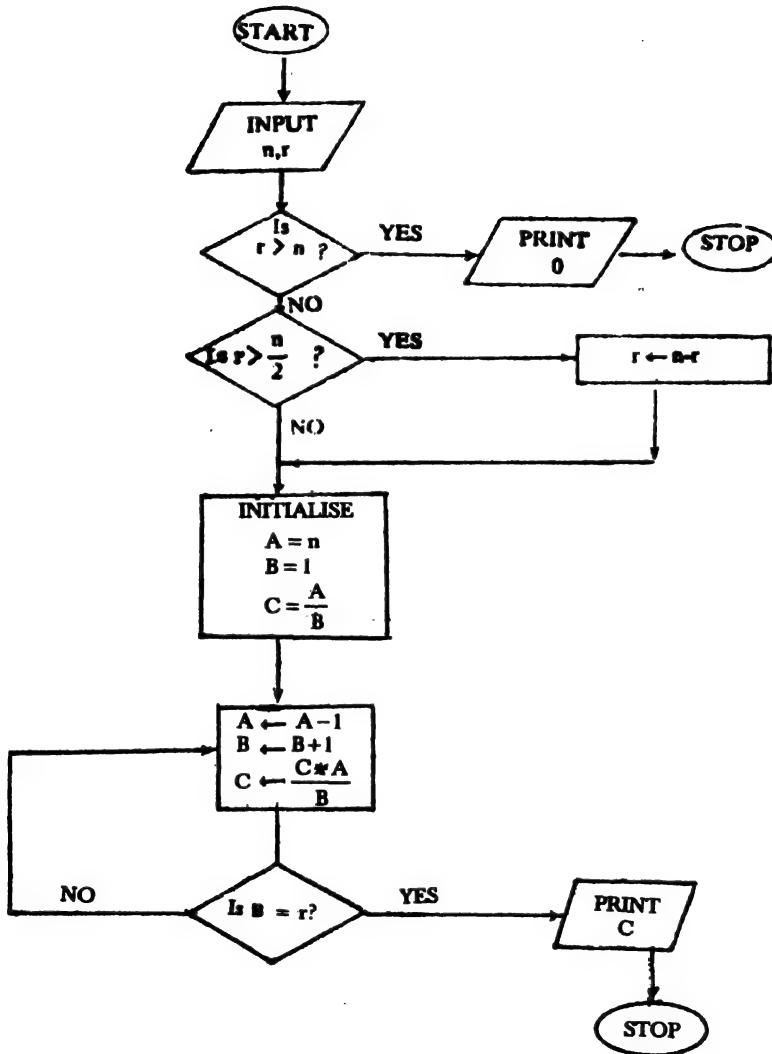 START
INPUT
n,r
Is
r > n ?
YES
PRINT
0
STOP
NO
Is r > n/2 ?
YES
r ← n-r
NO
INITIALISE
A = n
B = 1
C = A/B
A ← A-1
B ← B+1
C ← C*A/B
NO
Is B = r?
YES
PRINT
C
STOP